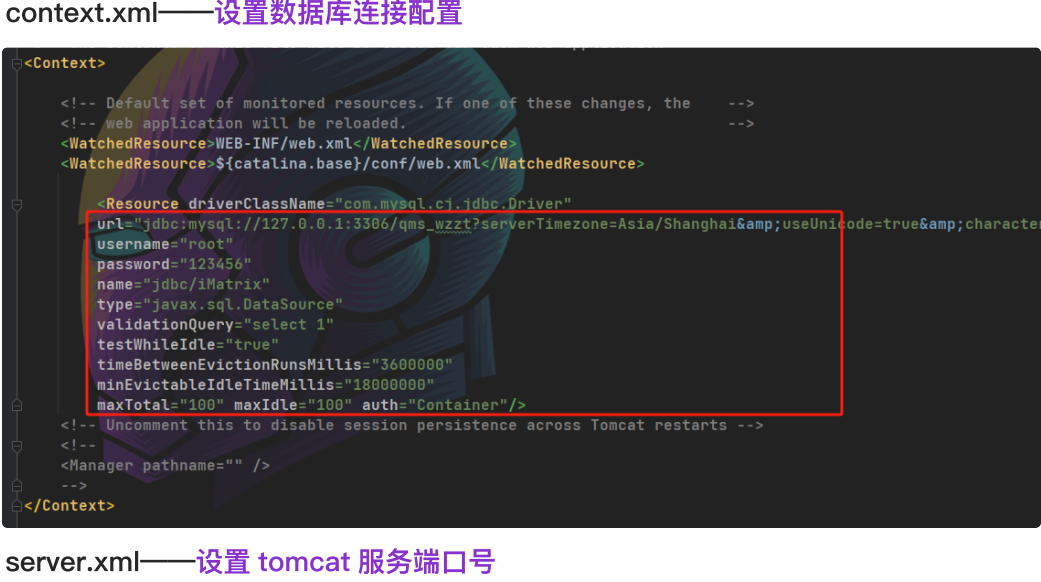 context.xml——设置数据库连接配置
<Context>
<!-- Default set of monitored resources. If one of these changes, the    -->
<!-- web application will be reloaded.                                   -->
<WatchedResource>WEB-INF/web.xml</WatchedResource>
<WatchedResource>${catalina.base}/conf/web.xml</WatchedResource>
<Resource driverClassName="com.mysql.cj.jdbc.Driver"
url="jdbc:mysql://127.0.0.1:3306/qms_wzzt?serverTimezone=Asia/Shanghai&amp;useUnicode=true&amp;character
username="root"
password="123456"
name="jdbc/iMatrix"
type="javax.sql.DataSource"
validationQuery="select 1"
testWhileIdle="true"
timeBetweenEvictionRunsMillis="3600000"
minEvictableIdleTimeMillis="18000000"
maxTotal="100" maxIdle="100" auth="Container"/>
<!-- Uncomment this to disable session persistence across Tomcat restarts -->
<!--
<Manager pathname="" />
-->
</Context>
server.xml——设置 tomcat 服务端口号